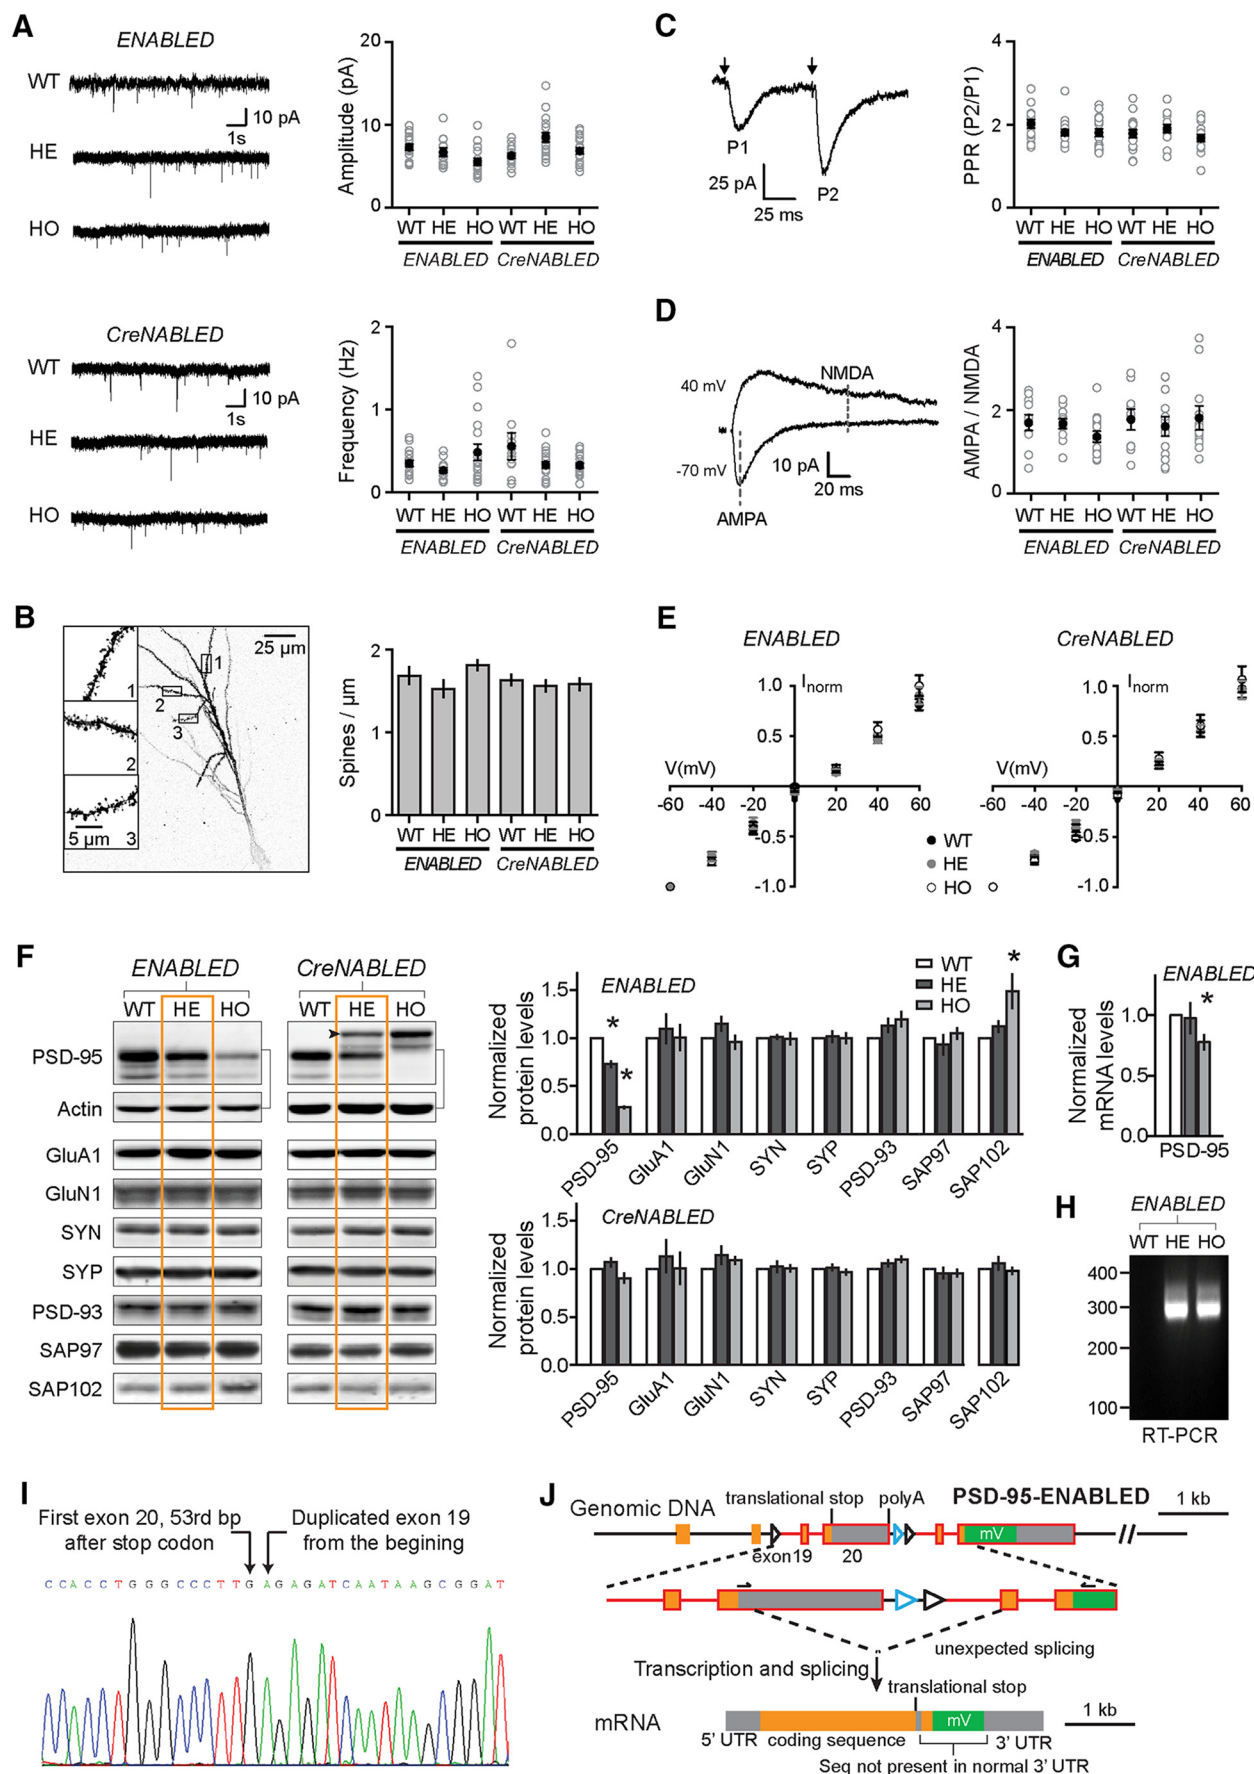 A
ENABLED
WT
10 pA
1s
HE
HO
CreNABLED
WT
10 pA
1s
HE
HO
Amplitude (pA)
20
10
0
WT HE HO WT HE HO
ENABLED CreNABLED
Frequency (Hz)
2
1
0
WT HE HO WT HE HO
ENABLED CreNABLED
C
P1
P2
25 pA
25 ms
PPR (P2/P1)
4
2
0
WT HE HO WT HE HO
ENABLED CreNABLED
D
40 mV
NMDA
-70 mV
10 pA
20 ms
AMPA
AMPA / NMDA
4
2
0
WT HE HO WT HE HO
ENABLED CreNABLED
B
25 µm
1
2
3
1
2
5 µm
3
Spines / µm
2
1
0
WT HE HO WT HE HO
ENABLED CreNABLED
E
ENABLED
Inorm
1.0
0.5
V(mV)
-60 -40 -20 20 40 60
-0.5
-1.0
WT
HE
HO
CreNABLED
Inorm
1.0
0.5
V(mV)
-60 -40 -20 20 40 60
-0.5
-1.0
F
ENABLED CreNABLED
WT HE HO WT HE HO
PSD-95
Actin
GluA1
GluN1
SYN
SYP
PSD-93
SAP97
SAP102
ENABLED
WT
HE
HO
Normalized
protein levels
1.5
1.0
0.5
0.0
* * *
PSD-95 GluA1 GluN1 SYN SYP PSD-93 SAP97 SAP102
CreNABLED
Normalized
protein levels
1.5
1.0
0.5
0.0
PSD-95 GluA1 GluN1 SYN SYP PSD-93 SAP97 SAP102
G
ENABLED
*
Normalized
mRNA levels
1.0
0.5
0.0
PSD-95
H
ENABLED
WT HE HO
400
300
200
100
RT-PCR
I
First exon 20, 53rd bp
after stop codon
Duplicated exon 19
from the begining
C C A C C T G G G C C C T T G A G A G A T C A A T A A G C G G A T
J
Genomic DNA
translational stop
polyA
PSD-95-ENABLED
1 kb
mV
exon19
20
unexpected splicing
Transcription and splicing
translational stop
mRNA
mV
1 kb
5' UTR coding sequence 3' UTR
Seq not present in normal 3' UTR